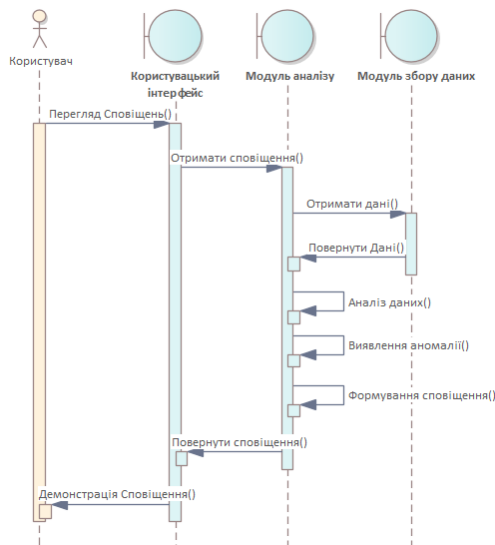 Користувач
Користувацький
інтерфейс
Модуль аналізу
Модуль збору даних
Перегляд Сповіщень()
Отримати сповіщення()
Отримати дані()
Повернути Дані()
Аналіз даних()
Виявлення аномалії()
Формування сповіщення()
Повернути сповіщення()
Демонстрація Сповіщення()